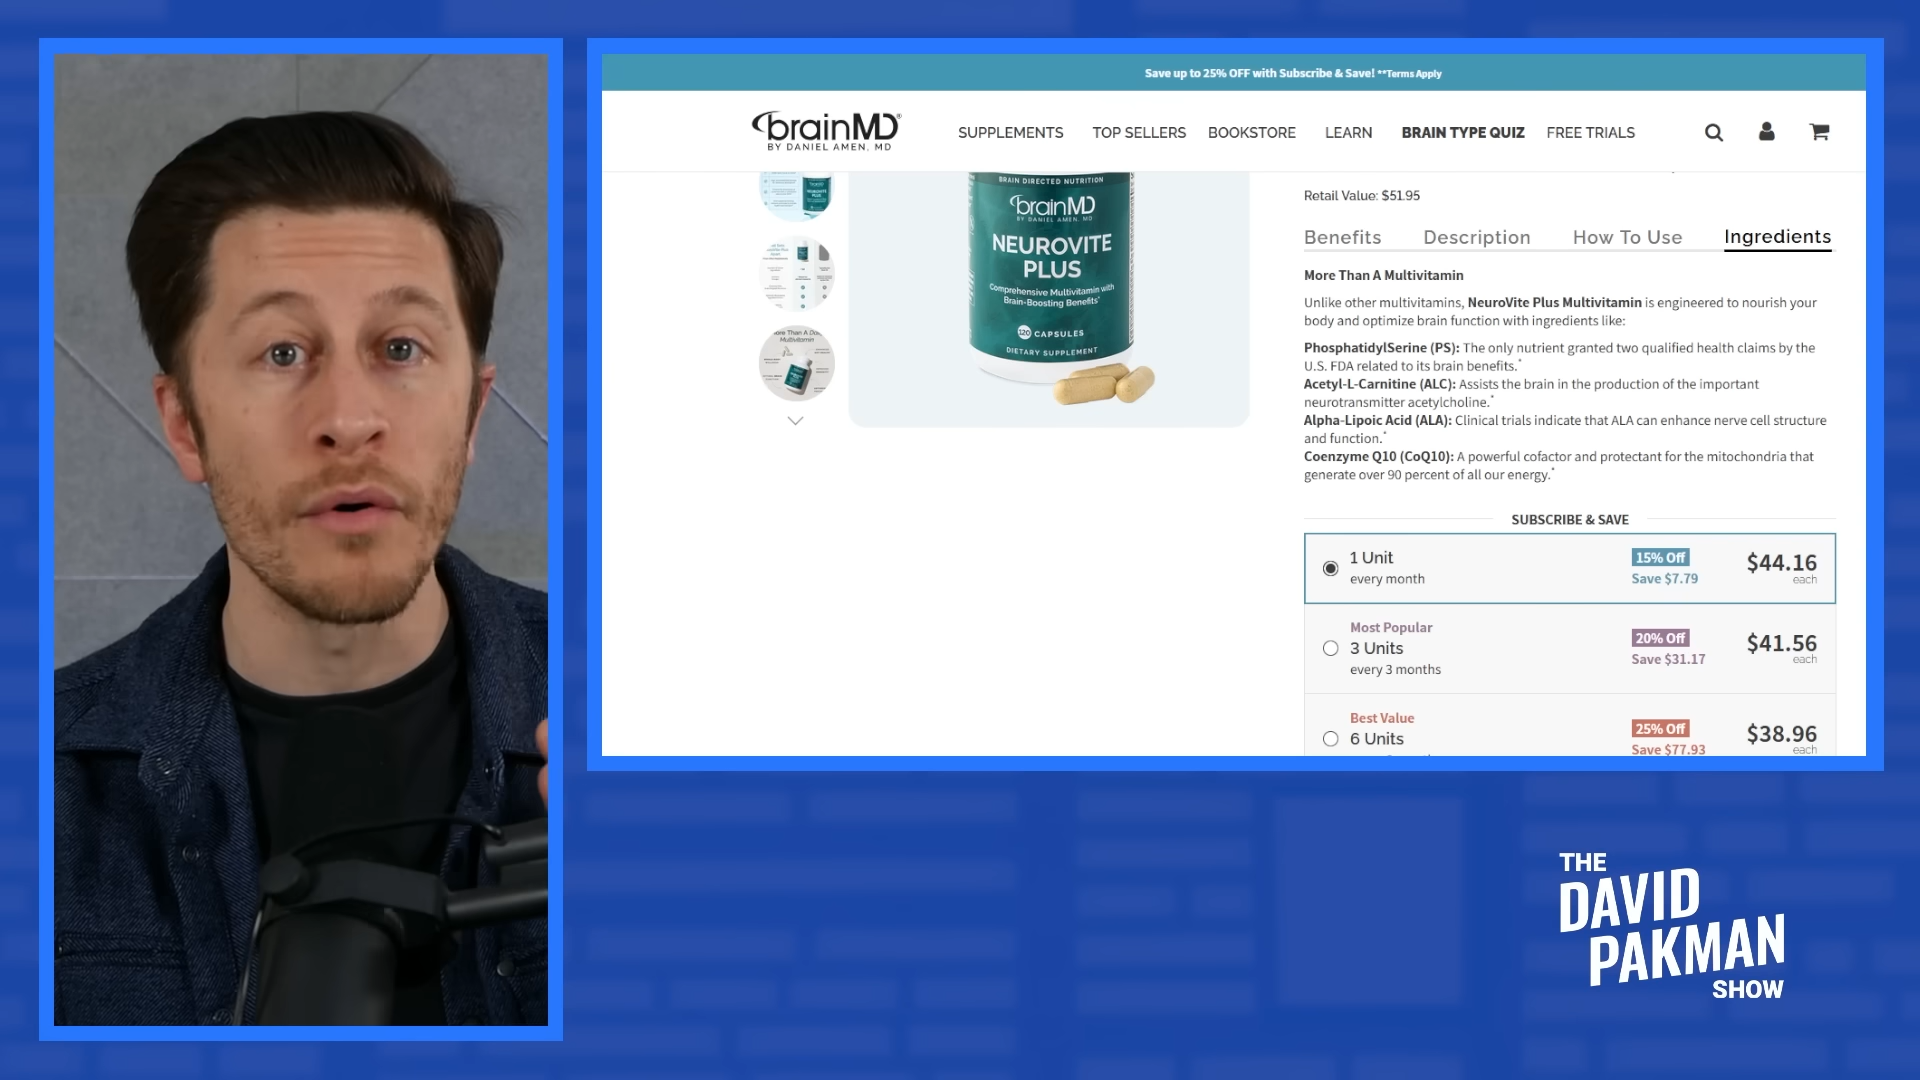 Save up to 25% OFF with Subscribe & Save! **Terms Apply
brainMD®
BY DANIEL AMEN, MD
SUPPLEMENTS
TOP SELLERS
BOOKSTORE
LEARN
BRAIN TYPE QUIZ
FREE TRIALS
BRAIN DIRECTED NUTRITION
brainMD
BY DANIEL AMEN, MD
NEUROVITE
PLUS
Comprehensive Multivitamin with
Brain-Boosting Benefits*
120 CAPSULES
DIETARY SUPPLEMENT
Multivitamin
Retail Value: $51.95
Benefits
Description
How To Use
Ingredients
More Than A Multivitamin
Unlike other multivitamins, NeuroVite Plus Multivitamin is engineered to nourish your
body and optimize brain function with ingredients like:
PhosphatidylSerine (PS): The only nutrient granted two qualified health claims by the
U.S. FDA related to its brain benefits.*
Acetyl-L-Carnitine (ALC): Assists the brain in the production of the important
neurotransmitter acetylcholine.*
Alpha-Lipoic Acid (ALA): Clinical trials indicate that ALA can enhance nerve cell structure
and function.*
Coenzyme Q10 (CoQ10): A powerful cofactor and protectant for the mitochondria that
generate over 90 percent of all our energy.*
SUBSCRIBE & SAVE
1 Unit
every month
15% Off
Save $7.79
$44.16
each
Most Popular
3 Units
every 3 months
20% Off
Save $31.17
$41.56
each
Best Value
6 Units
25% Off
Save $77.93
$38.96
each
THE
DAVID
PAKMAN
SHOW